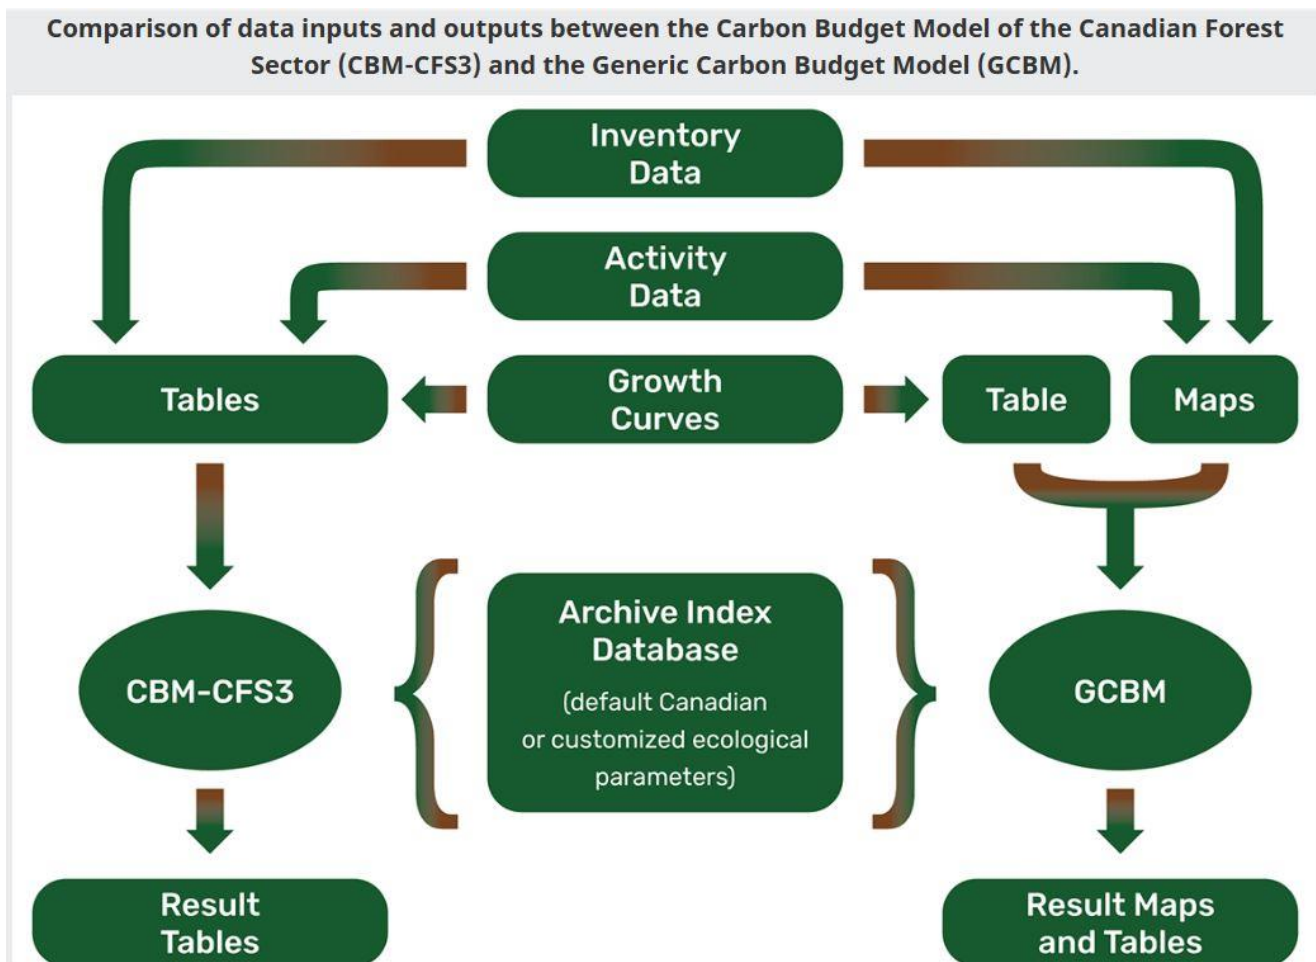 Comparison of data inputs and outputs between the Carbon Budget Model of the Canadian Forest
Sector (CBM-CFS3) and the Generic Carbon Budget Model (GCBM).
Inventory
Data
Activity
Data
Tables
Growth
Curves
Table
Maps
CBM-CFS3
Archive Index
Database
(default Canadian
or customized ecological
parameters)
GCBM
Result
Tables
Result Maps
and Tables